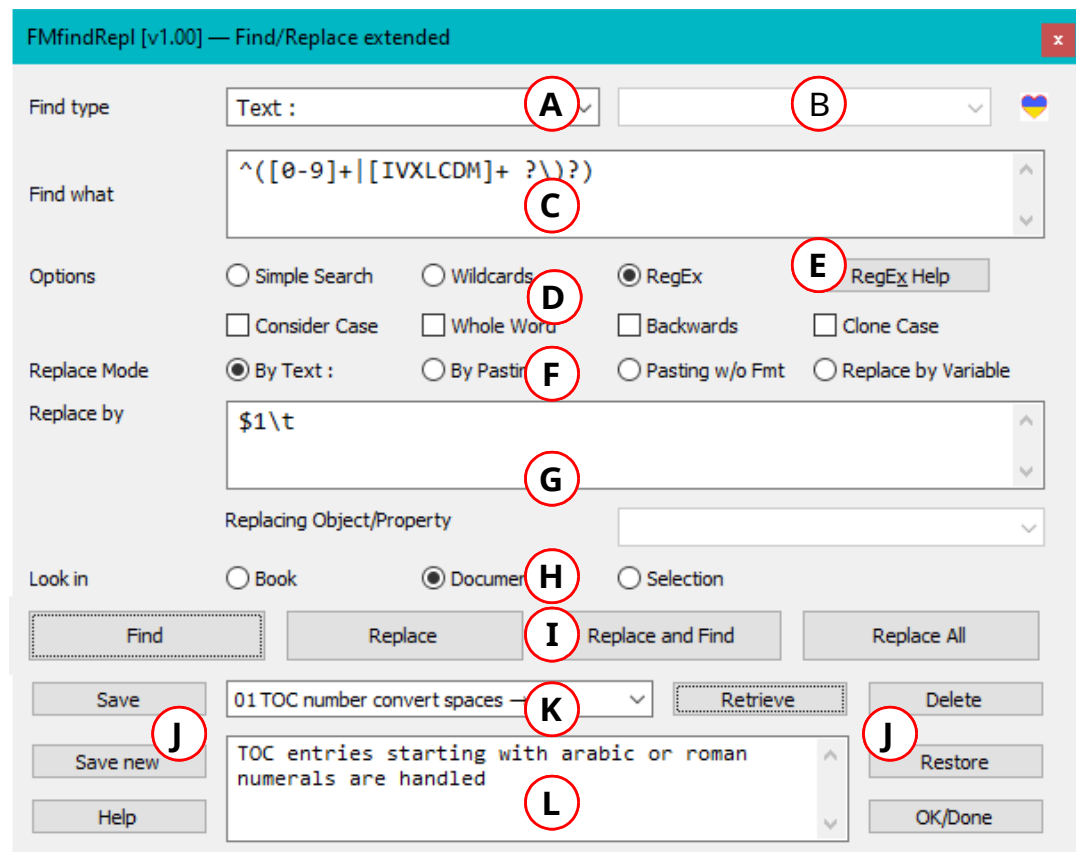 FMfindRepl [v1.00] — Find/Replace extended x
Find type Text : A B
Find what ^([0-9]+|[IVXLCDM]+ ?\)?)
C
Options Simple Search Wildcards RegEx E RegEx Help
D
Consider Case Whole Word Backwards Clone Case
Replace Mode By Text : By Pastin F Pasting w/o Fmt Replace by Variable
Replace by $1\t
G
Replacing Object/Property
Look in Book Documen H Selection
Find Replace I Replace and Find Replace All
Save 01 TOC number convert spaces → K Retrieve Delete
J J
Save new TOC entries starting with arabic or roman Restore
numerals are handled
Help L OK/Done